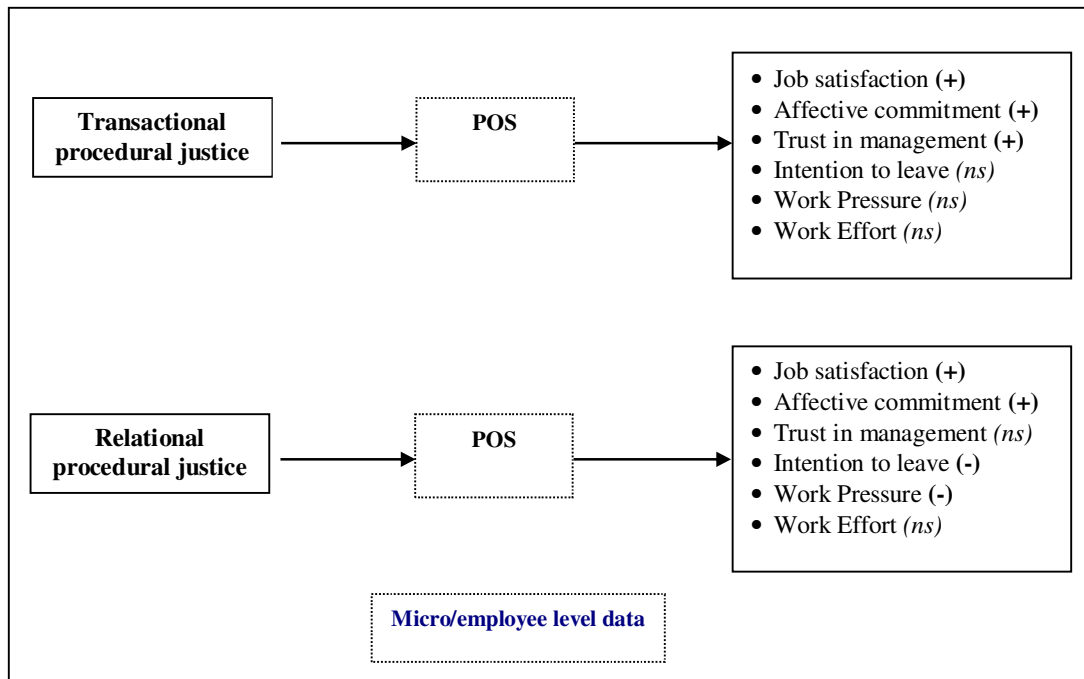 Transactional
procedural justice
POS
• Job satisfaction (+)
• Affective commitment (+)
• Trust in management (+)
• Intention to leave (ns)
• Work Pressure (ns)
• Work Effort (ns)
Relational
procedural justice
POS
• Job satisfaction (+)
• Affective commitment (+)
• Trust in management (ns)
• Intention to leave (-)
• Work Pressure (-)
• Work Effort (ns)
Micro/employee level data